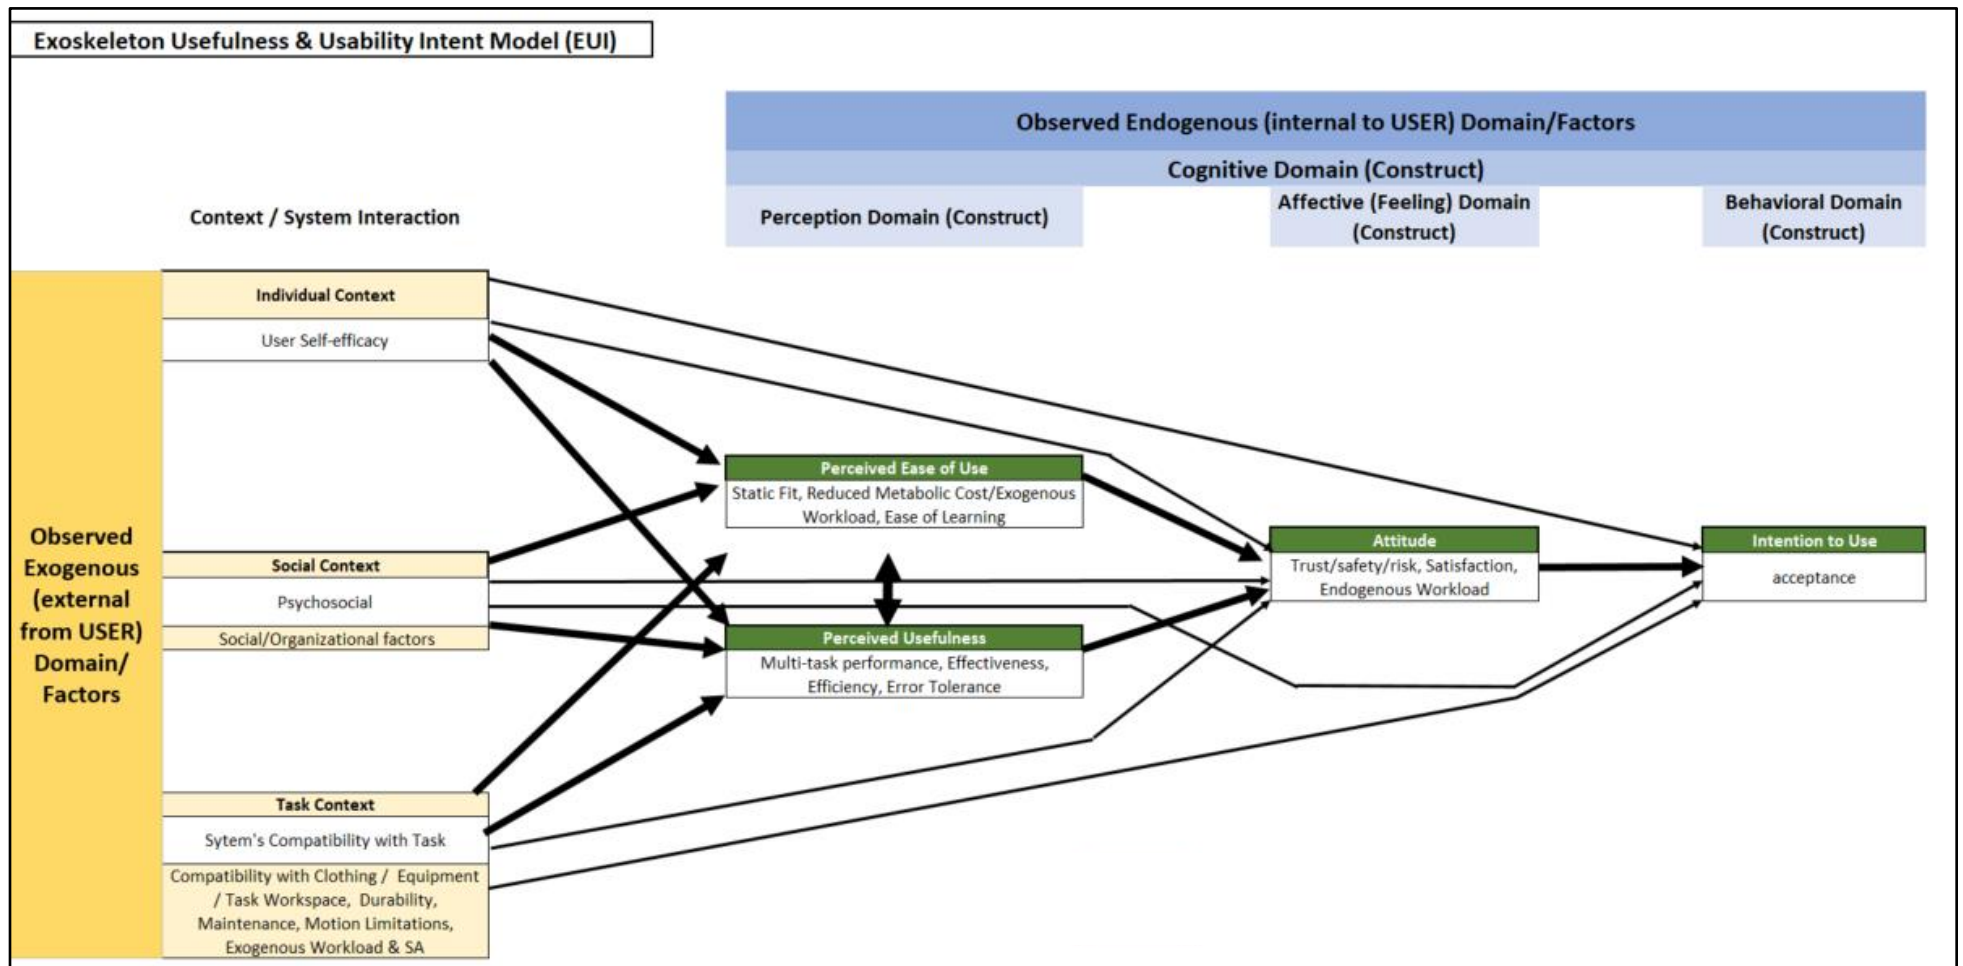 Exoskeleton Usefulness & Usability Intent Model (EUI)
Observed Endogenous (internal to USER) Domain/Factors
Cognitive Domain (Construct)
Context / System Interaction
Perception Domain (Construct)
Affective (Feeling) Domain
(Construct)
Behavioral Domain
(Construct)
Observed
Exogenous
(external
from USER)
Domain/
Factors
Individual Context
User Self-efficacy
Social Context
Psychosocial
Social/Organizational factors
Task Context
Sytem's Compatibility with Task
Compatibility with Clothing / Equipment
/ Task Workspace, Durability,
Maintenance, Motion Limitations,
Exogenous Workload & SA
Perceived Ease of Use
Static Fit, Reduced Metabolic Cost/Exogenous
Workload, Ease of Learning
Perceived Usefulness
Multi-task performance, Effectiveness,
Efficiency, Error Tolerance
Attitude
Trust/safety/risk, Satisfaction,
Endogenous Workload
Intention to Use
acceptance